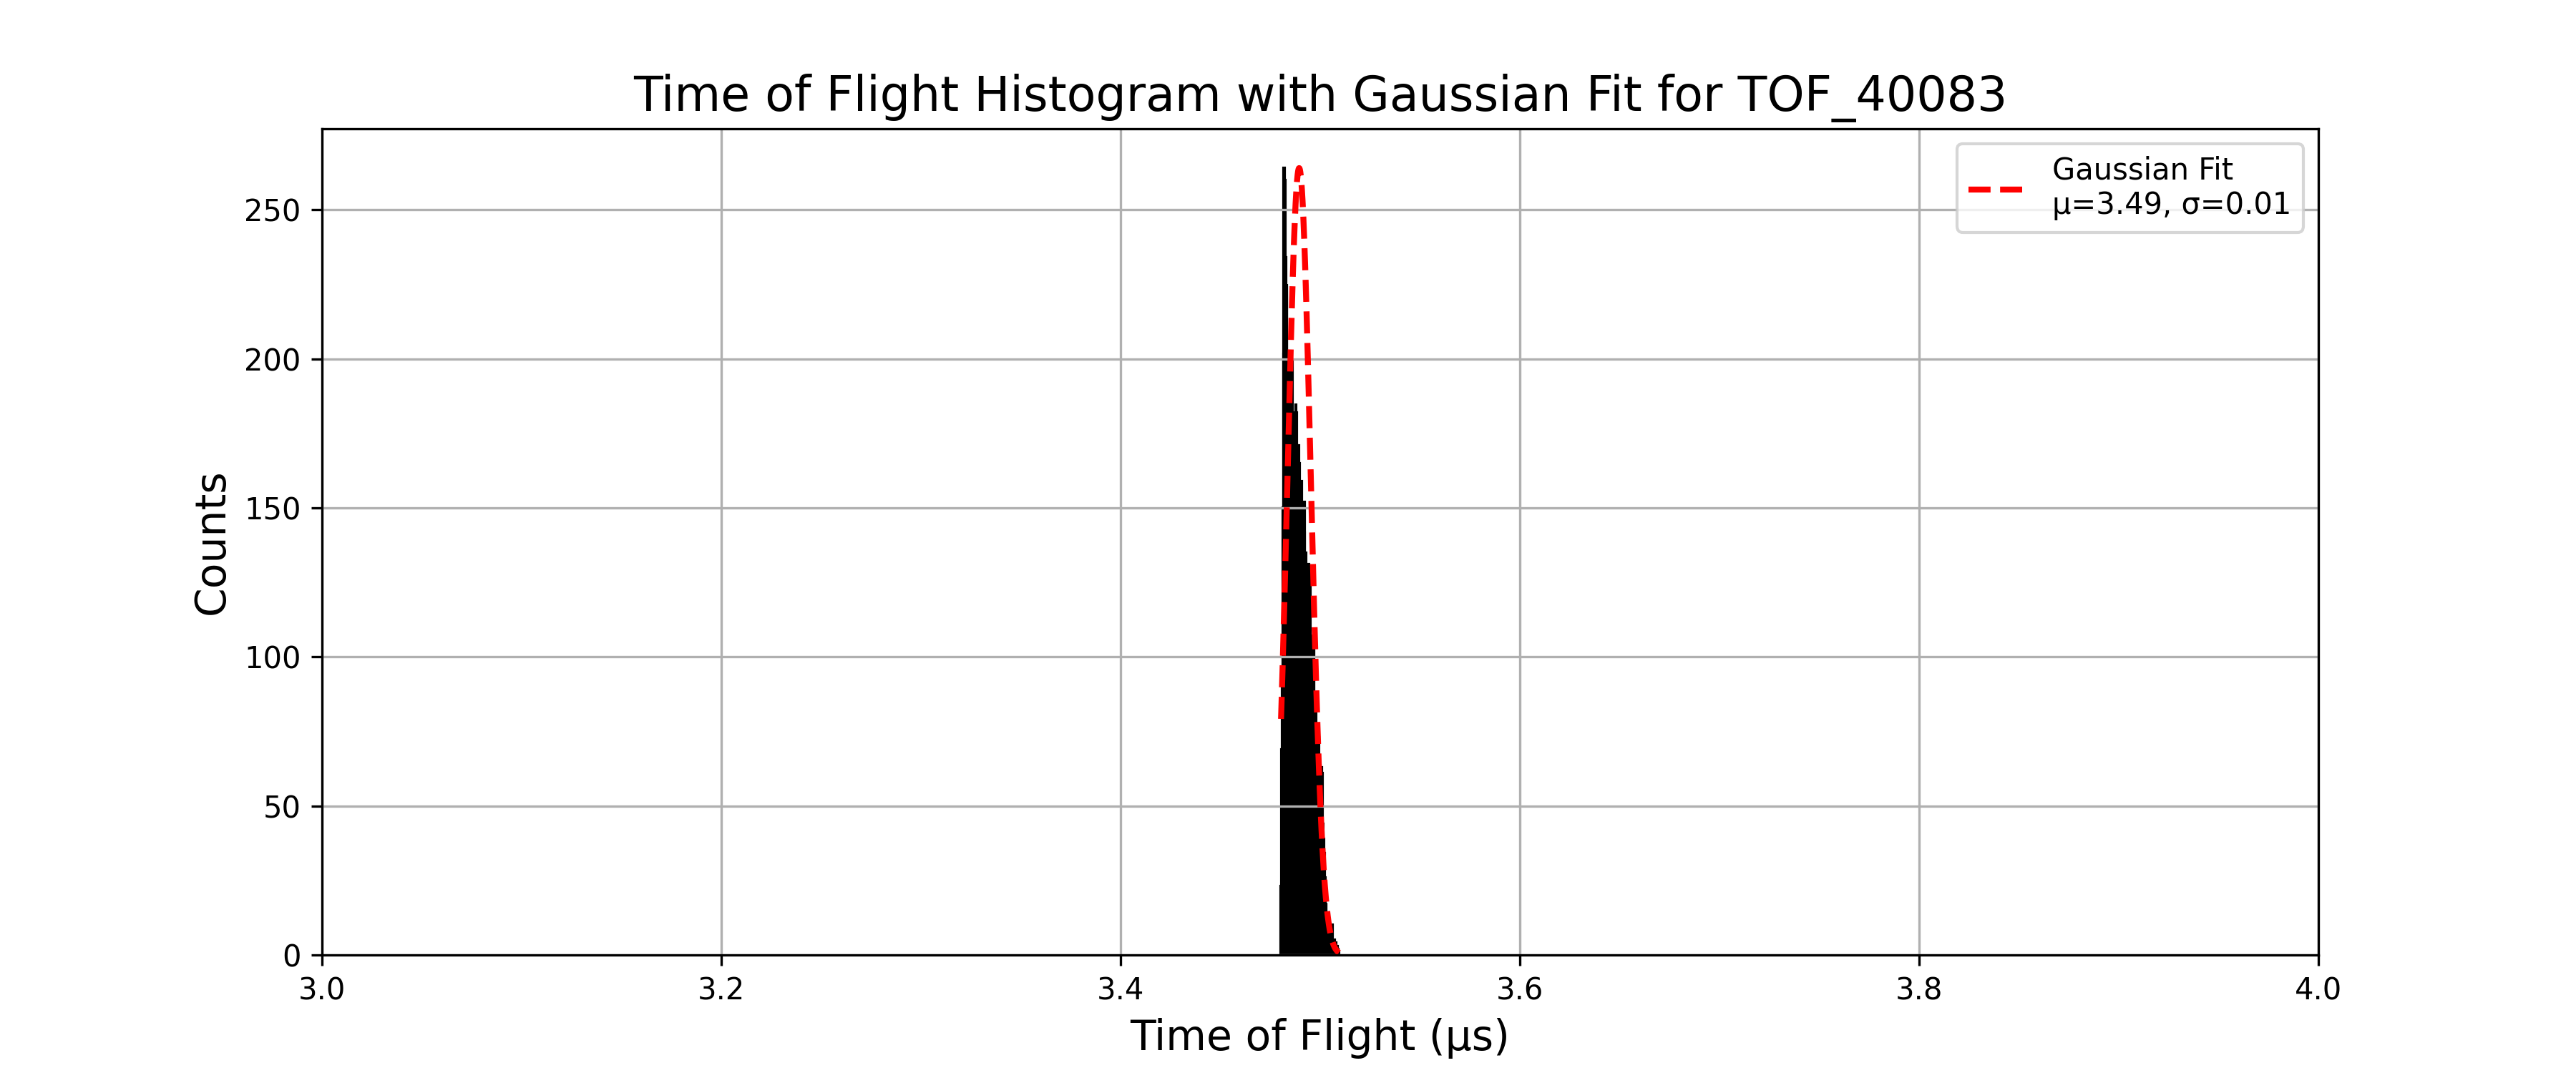 Time of Flight Histogram with Gaussian Fit for TOF_40083
Gaussian Fit
μ=3.49, σ=0.01
250
200
150
100
50
0
Counts
3.0
3.2
3.4
3.6
3.8
4.0
Time of Flight (μs)